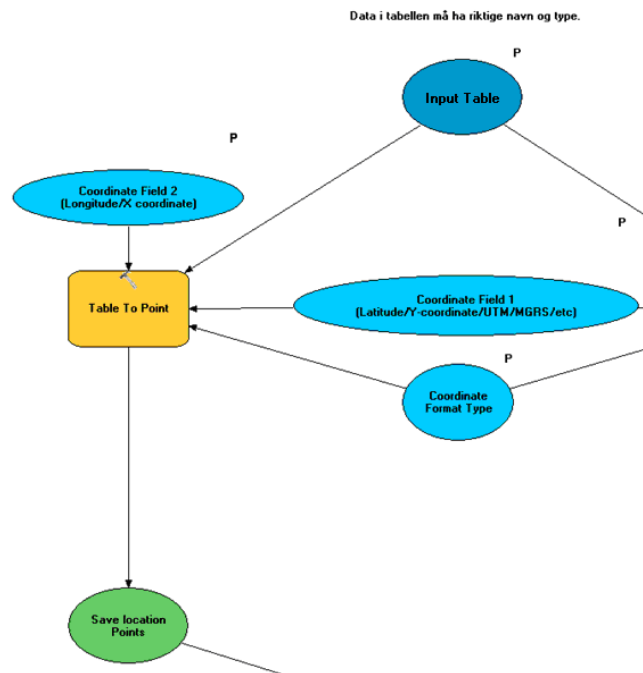 Data i tabellen må ha riktige navn og type.
P
Input Table
P
Coordinate Field 2
(Longitude/X coordinate)
P
Table To Point
Coordinate Field 1
(Latitude/Y-coordinate/UTM/MGRS/etc)
P
Coordinate
Format Type
Save location
Points